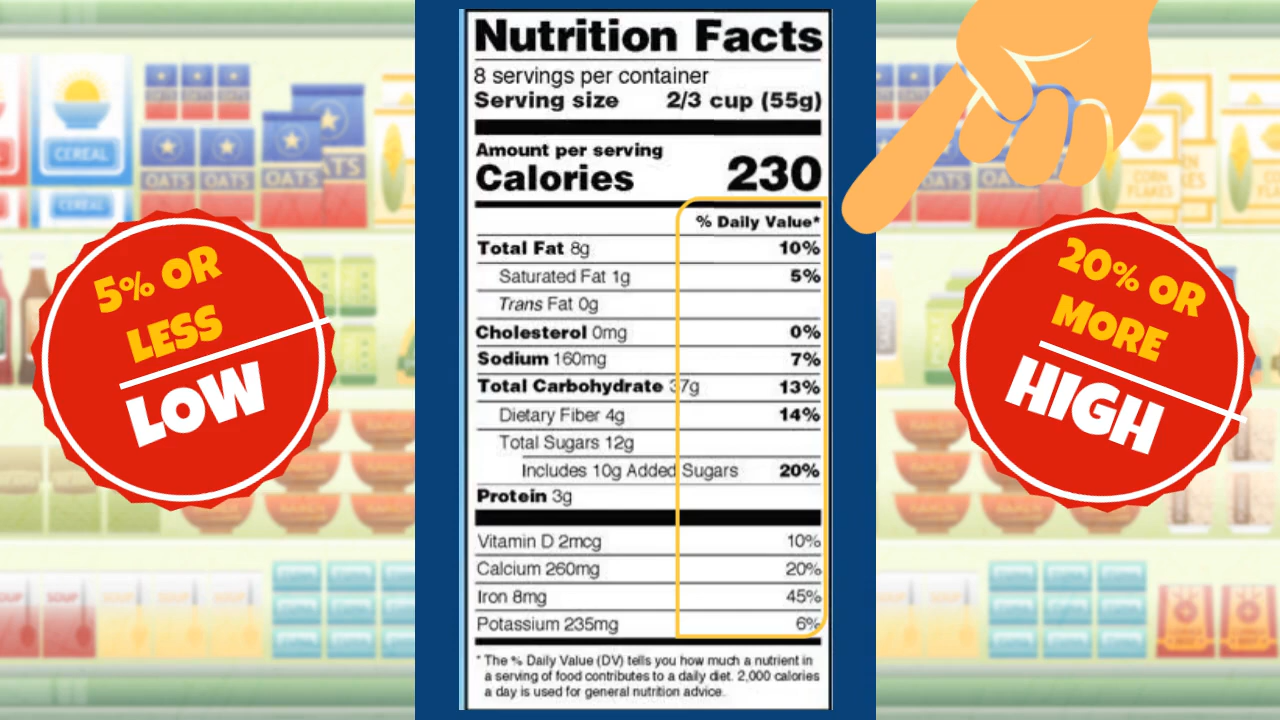 Nutrition Facts
8 servings per container
Serving size 2/3 cup (55g)
Amount per serving
Calories 230
% Daily Value*
Total Fat 8g 10%
Saturated Fat 1g 5%
Trans Fat 0g
Cholesterol 0mg 0%
Sodium 160mg 7%
Total Carbohydrate 37g 13%
Dietary Fiber 4g 14%
Total Sugars 12g
Includes 10g Added Sugars 20%
Protein 3g
Vitamin D 2mcg 10%
Calcium 260mg 20%
Iron 8mg 45%
Potassium 235mg 6%
* The % Daily Value (DV) tells you how much a nutrient in
a serving of food contributes to a daily diet. 2,000 calories
a day is used for general nutrition advice.
5% OR
LESS
LOW
20% OR
MORE
HIGH
CEREAL
CEREAL
OATS
OATS
OATS
OATS
CORN
FLAKES
SOUP
SOUP
SOUP